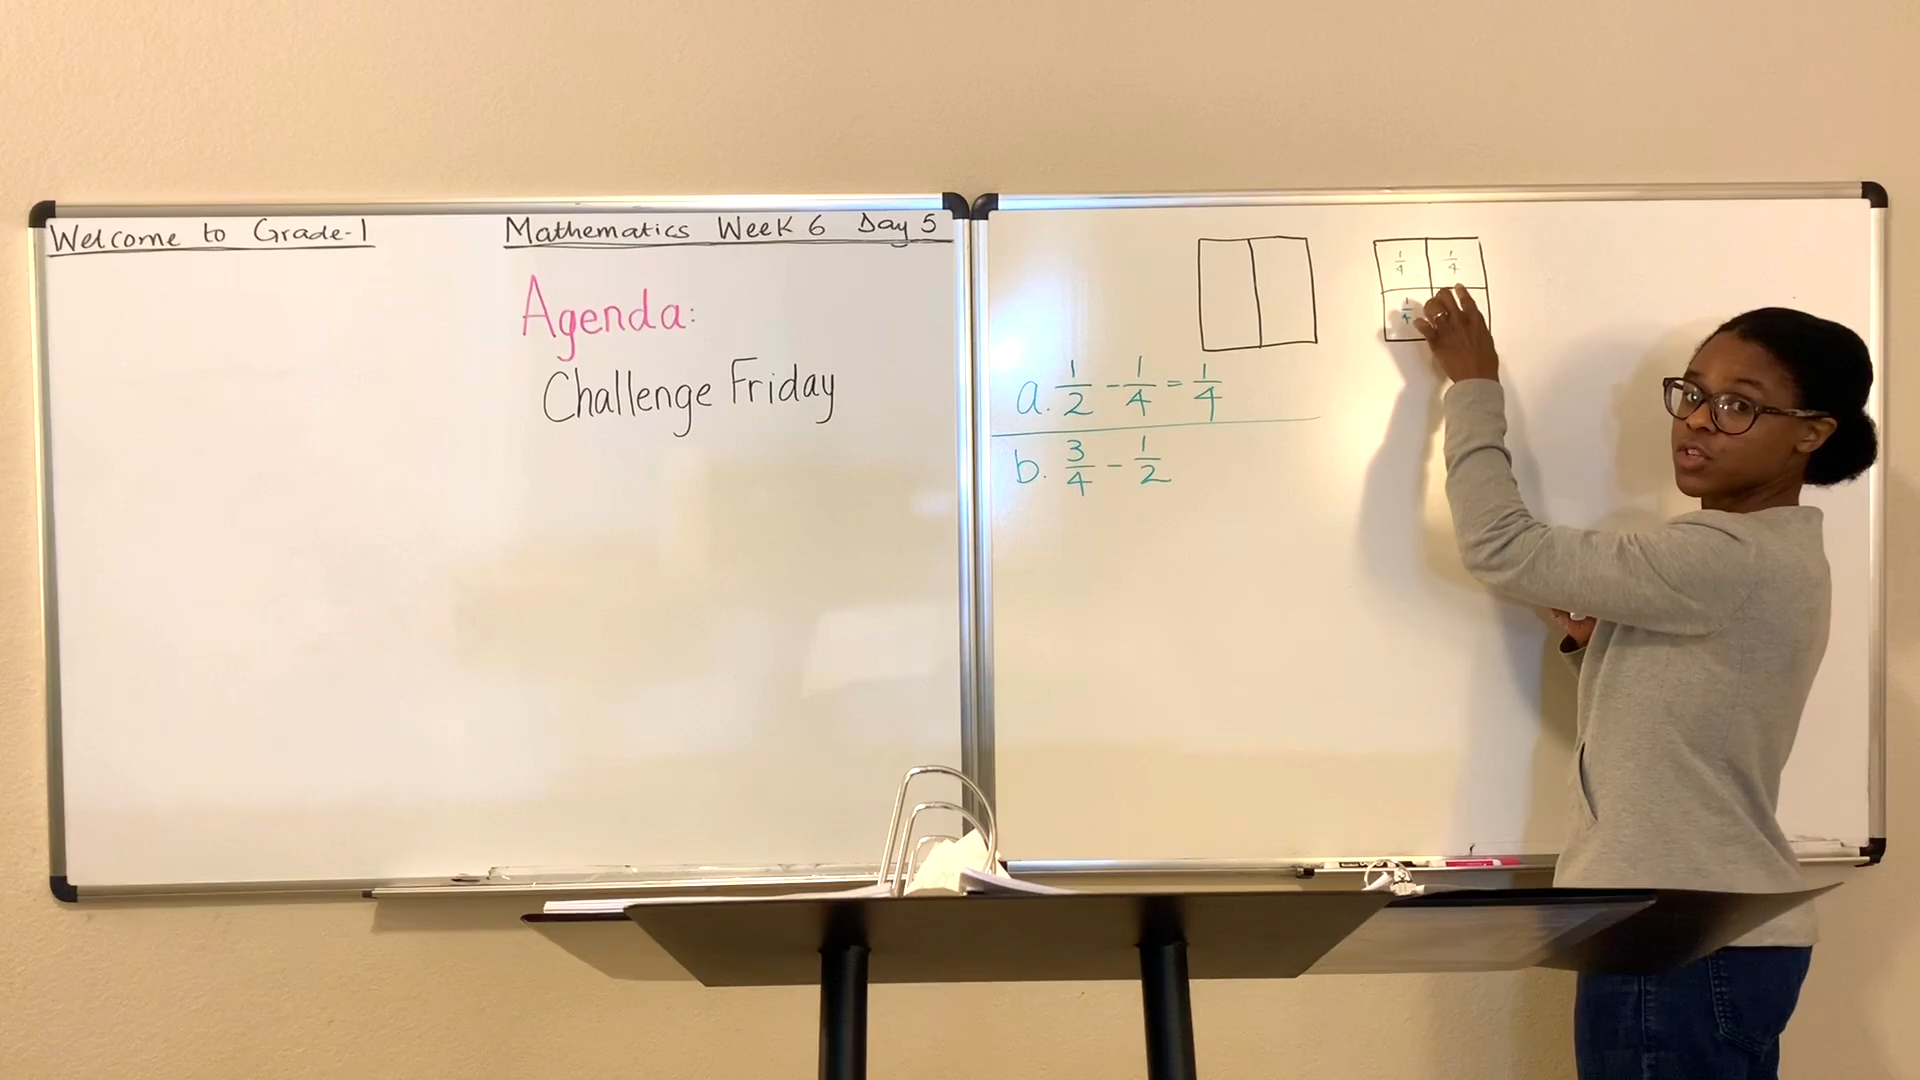 Welcome to Grade-1
Mathematics Week 6 Day 5
Agenda:
Challenge Friday
1/4 1/4
1/4
a. 1/2 - 1/4 = 1/4
b. 3/4 - 1/2